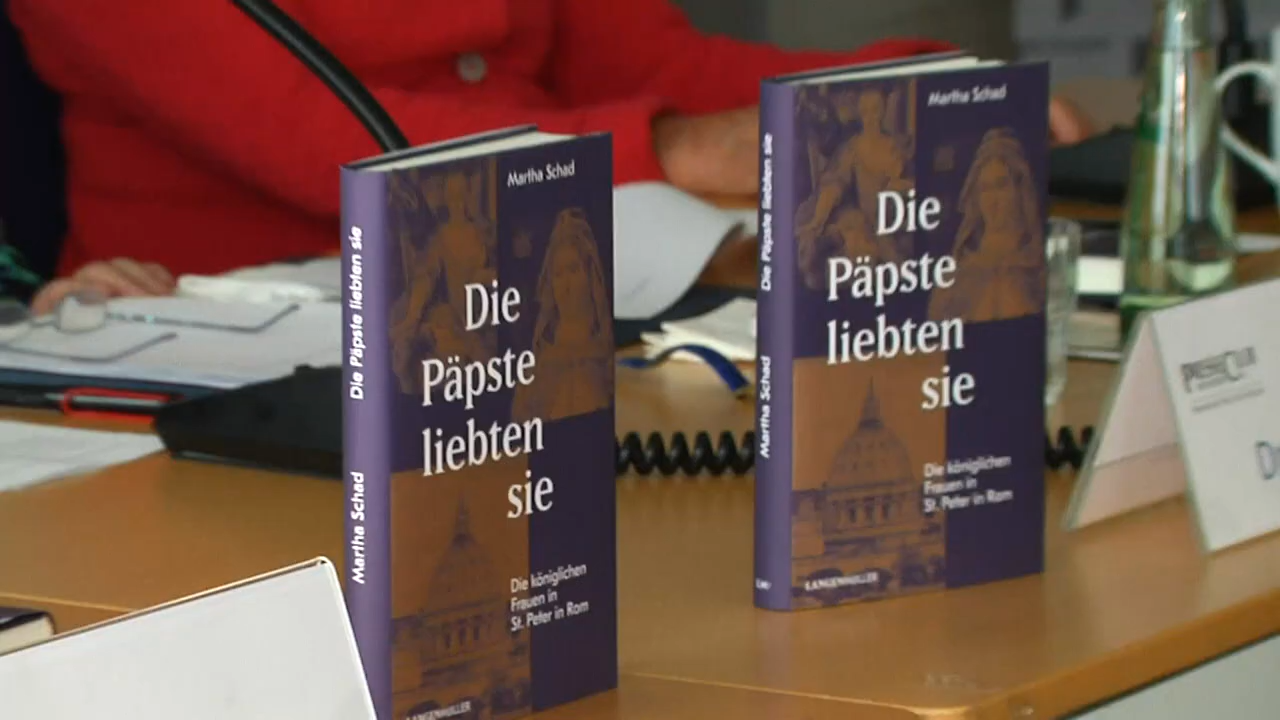 Martha Schad
Die
Päpste
liebten
sie
Die königlichen
Frauen in
St. Peter in Rom
LANGENMÜLLER
Martha Schad Die Päpste liebten sie
Martha Schad
Die
Päpste
liebten
sie
Die königlichen
Frauen in
St. Peter in Rom
LANGENMÜLLER
Martha Schad Die Päpste liebten sie
PRESSECLUB